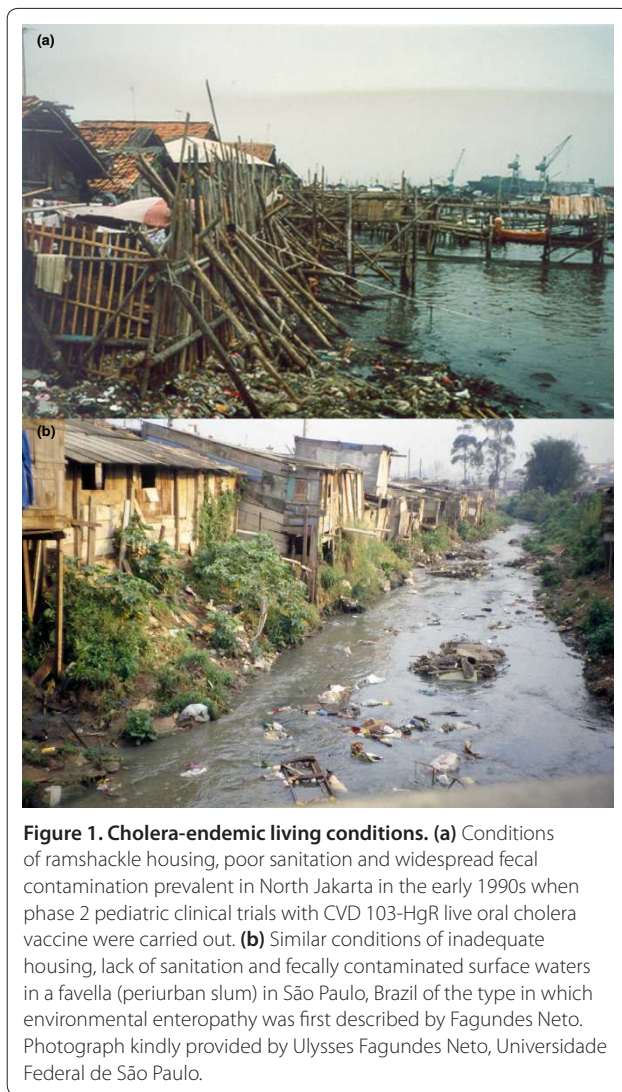 (a)
(b)
Figure 1. Cholera-endemic living conditions. (a) Conditions
of ramshackle housing, poor sanitation and widespread fecal
contamination prevalent in North Jakarta in the early 1990s when
phase 2 pediatric clinical trials with CVD 103-HgR live oral cholera
vaccine were carried out. (b) Similar conditions of inadequate
housing, lack of sanitation and fecally contaminated surface waters
in a favella (periurban slum) in São Paulo, Brazil of the type in which
environmental enteropathy was first described by Fagundes Neto.
Photograph kindly provided by Ulysses Fagundes Neto, Universidade
Federal de São Paulo.